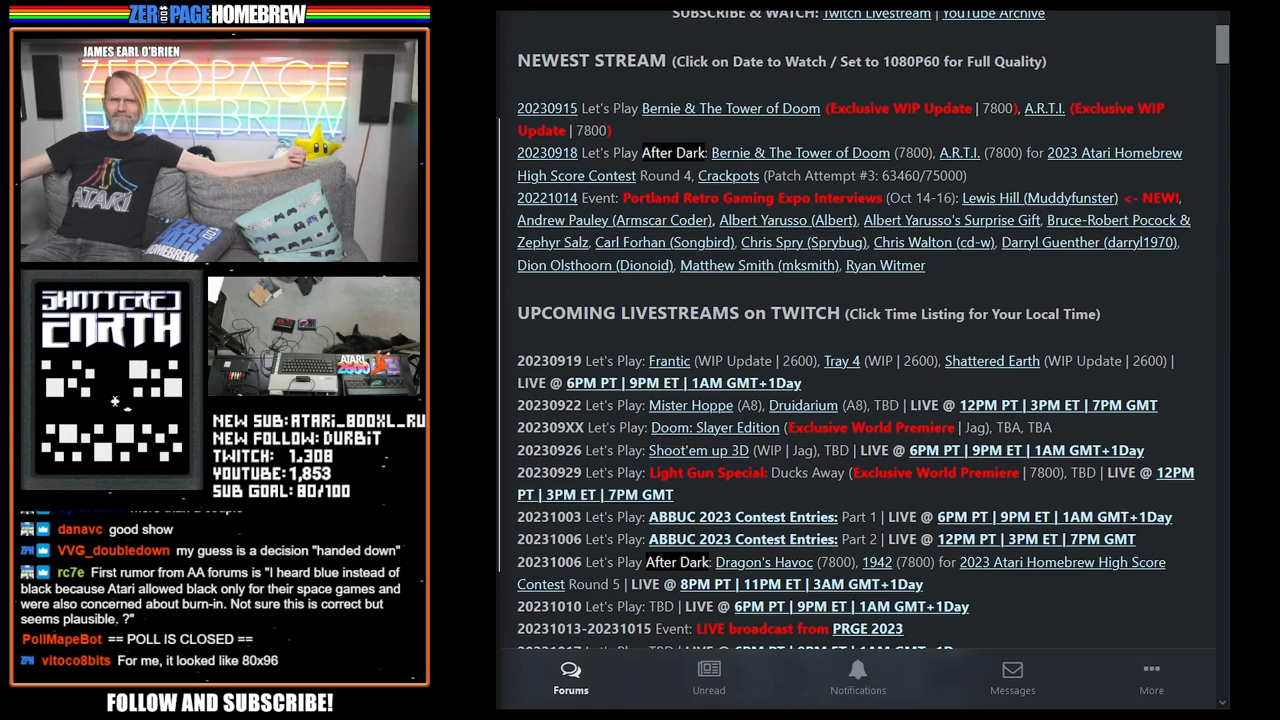 ZEROPAGE HOMEBREW
JAMES EARL O'BRIEN
ZEROPAGE
HOMEBREW
ATARI
SHATTERED
EARTH
ATARI
2600
NEW SUB:ATARI_800XL_RU
NEW FOLLOW:DURBIT
TWITCH: 1,308
YOUTUBE:1,853
SUB GOAL:80/100
danavc good show
VVG_doubledown my guess is a decision "handed down"
rc7e First rumor from AA forums is "I heard blue instead of
black because Atari allowed black only for their space games and
were also concerned about burn-in. Not sure this is correct but
seems plausible. ?"
PollMapeBot == POLL IS CLOSED ==
vitoco8bits For me, it looked like 80x96
FOLLOW AND SUBSCRIBE!
SUBSCRIBE & WATCH: Twitch Livestream | YouTube Archive
NEWEST STREAM (Click on Date to Watch / Set to 1080P60 for Full Quality)
20230915 Let's Play Bernie & The Tower of Doom (Exclusive WIP Update | 7800), A.R.T.I. (Exclusive WIP
Update | 7800)
20230918 Let's Play After Dark: Bernie & The Tower of Doom (7800), A.R.T.I. (7800) for 2023 Atari Homebrew
High Score Contest Round 4, Crackpots (Patch Attempt #3: 63460/75000)
20221014 Event: Portland Retro Gaming Expo Interviews (Oct 14-16): Lewis Hill (Muddyfunster) <- NEW!,
Andrew Pauley (Armscar Coder), Albert Yarusso (Albert), Albert Yarusso's Surprise Gift, Bruce-Robert Pocock &
Zephyr Salz, Carl Forhan (Songbird), Chris Spry (Sprybug), Chris Walton (cd-w), Darryl Guenther (darryl1970),
Dion Olsthoorn (Dionoid), Matthew Smith (mksmith), Ryan Witmer
UPCOMING LIVESTREAMS on TWITCH (Click Time Listing for Your Local Time)
20230919 Let's Play: Frantic (WIP Update | 2600), Tray 4 (WIP | 2600), Shattered Earth (WIP Update | 2600) |
LIVE @ 6PM PT | 9PM ET | 1AM GMT+1Day
20230922 Let's Play: Mister Hoppe (A8), Druidarium (A8), TBD | LIVE @ 12PM PT | 3PM ET | 7PM GMT
202309XX Let's Play: Doom: Slayer Edition (Exclusive World Premiere | Jag), TBA, TBA
20230926 Let's Play: Shoot'em up 3D (WIP | Jag), TBD | LIVE @ 6PM PT | 9PM ET | 1AM GMT+1Day
20230929 Let's Play: Light Gun Special: Ducks Away (Exclusive World Premiere | 7800), TBD | LIVE @ 12PM
PT | 3PM ET | 7PM GMT
20231003 Let's Play: ABBUC 2023 Contest Entries: Part 1 | LIVE @ 6PM PT | 9PM ET | 1AM GMT+1Day
20231006 Let's Play: ABBUC 2023 Contest Entries: Part 2 | LIVE @ 12PM PT | 3PM ET | 7PM GMT
20231006 Let's Play After Dark: Dragon's Havoc (7800), 1942 (7800) for 2023 Atari Homebrew High Score
Contest Round 5 | LIVE @ 8PM PT | 11PM ET | 3AM GMT+1Day
20231010 Let's Play: TBD | LIVE @ 6PM PT | 9PM ET | 1AM GMT+1Day
20231013-20231015 Event: LIVE broadcast from PRGE 2023
Forums
Unread
Notifications
Messages
More